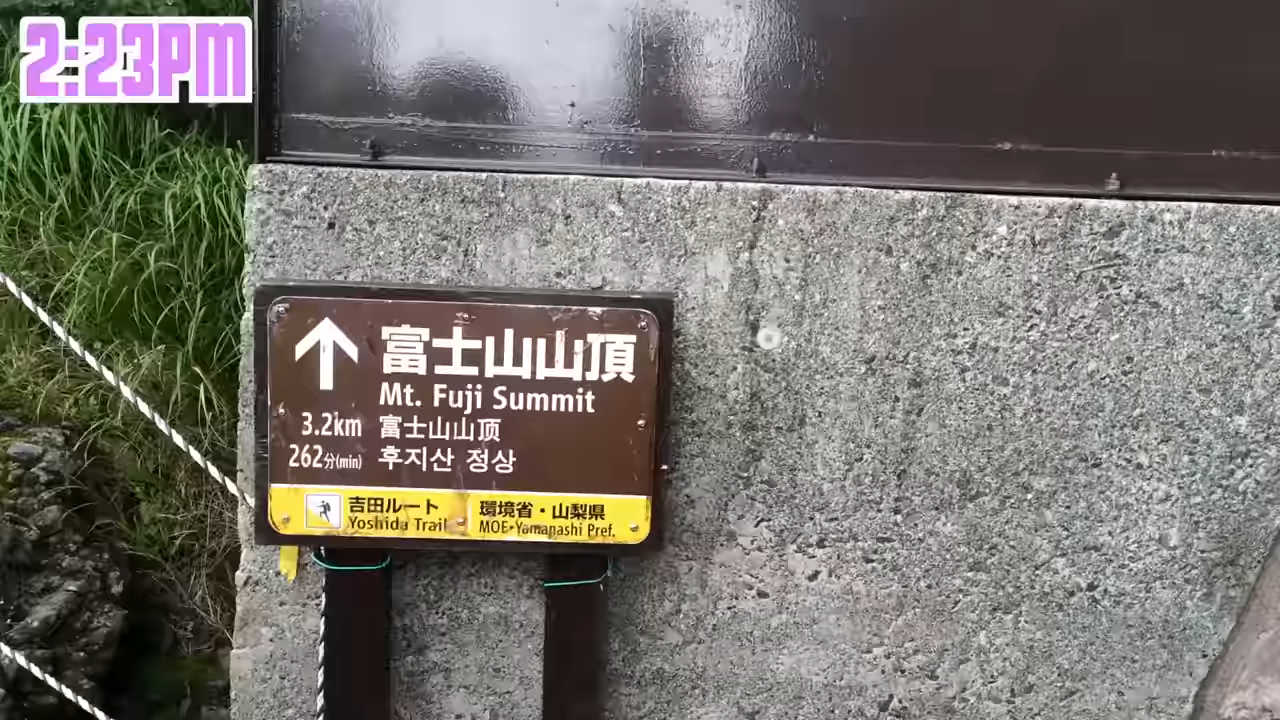 2:23PM
富士山山頂
Mt. Fuji Summit
3.2km 富士山山顶
262分(min) 후지산 정상
吉田ルート 環境省・山梨県
Yoshida Trail MOE・Yamanashi Pref.